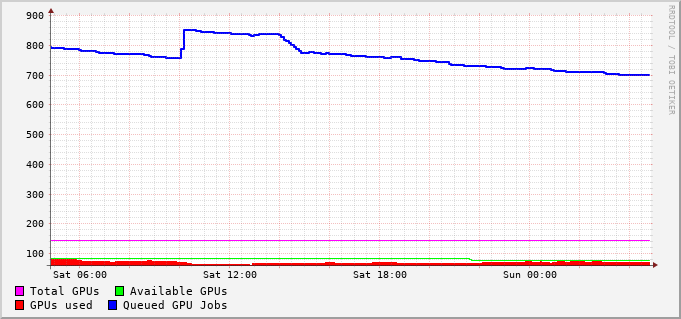 900
800
700
600
500
400
300
200
100
Sat 06:00 Sat 12:00 Sat 18:00 Sun 00:00
Total GPUs Available GPUs
GPUs used Queued GPU Jobs
RRDTOOL / TOBI OETIKER